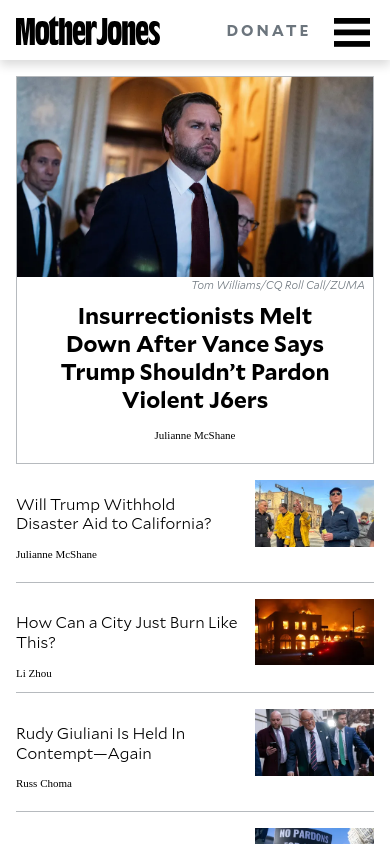 Mother Jones
DONATE
Tom Williams/CQ Roll Call/ZUMA
Insurrectionists Melt
Down After Vance Says
Trump Shouldn’t Pardon
Violent J6ers
Julianne McShane
Will Trump Withhold
Disaster Aid to California?
Julianne McShane
How Can a City Just Burn Like
This?
Li Zhou
Rudy Giuliani Is Held In
Contempt—Again
Russ Choma
NO PARDONS